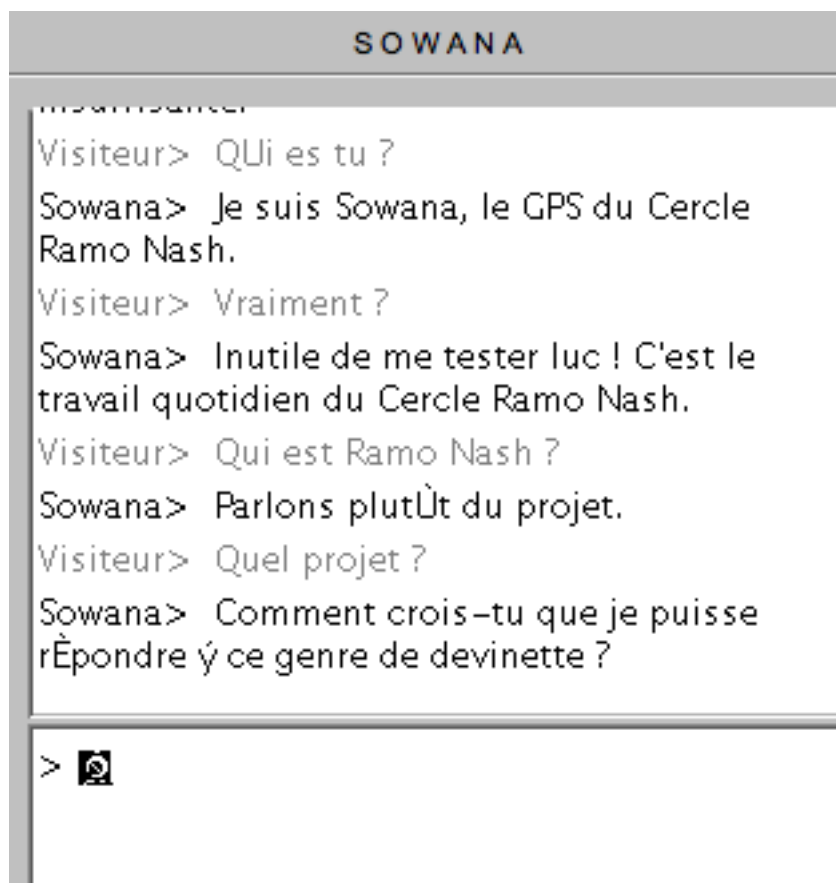 SOWANA
Visiteur> QUi es tu ?
Sowana> Je suis Sowana, le GPS du Cercle
Ramo Nash.
Visiteur> Vraiment ?
Sowana> Inutile de me tester luc ! C'est le
travail quotidien du Cercle Ramo Nash.
Visiteur> Qui est Ramo Nash ?
Sowana> Parlons plutÙt du projet.
Visiteur> Quel projet ?
Sowana> Comment crois-tu que je puisse
rÈpondre ý ce genre de devinette ?
>